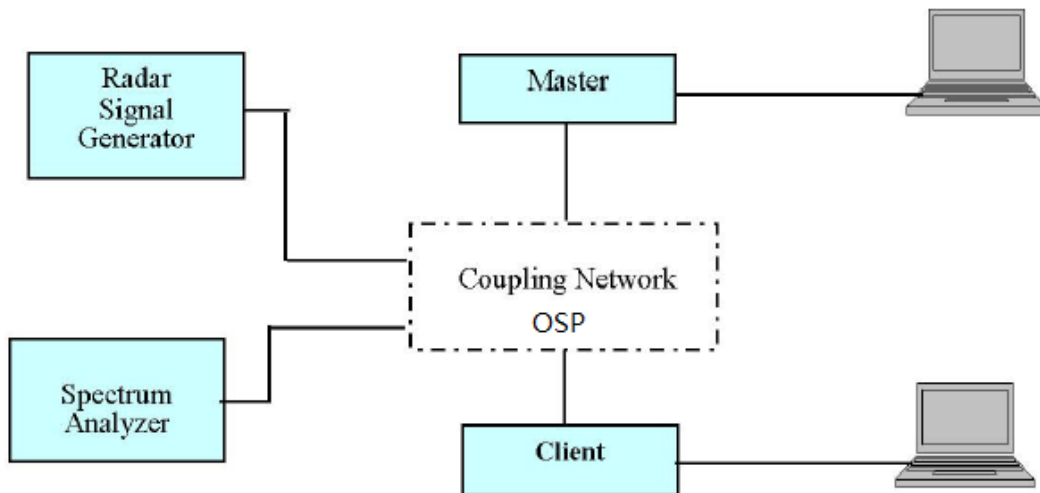 Radar
Signal
Generator
Master
Coupling Network
OSP
Spectrum
Analyzer
Client